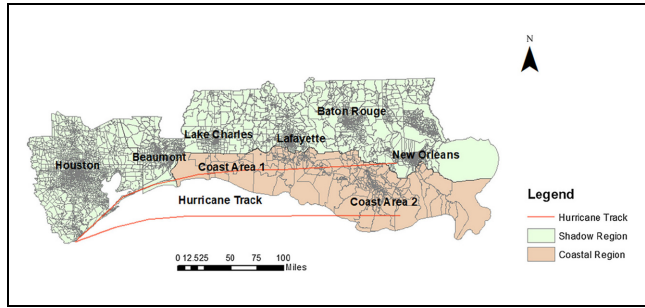 N
Baton Rouge
Lake Charles
Lafayette
Beaumont
New Orleans
Houston
Coast Area 1
Hurricane Track
Coast Area 2
Legend
Hurricane Track
Shadow Region
Coastal Region
0 12.525 50 75 100
Miles